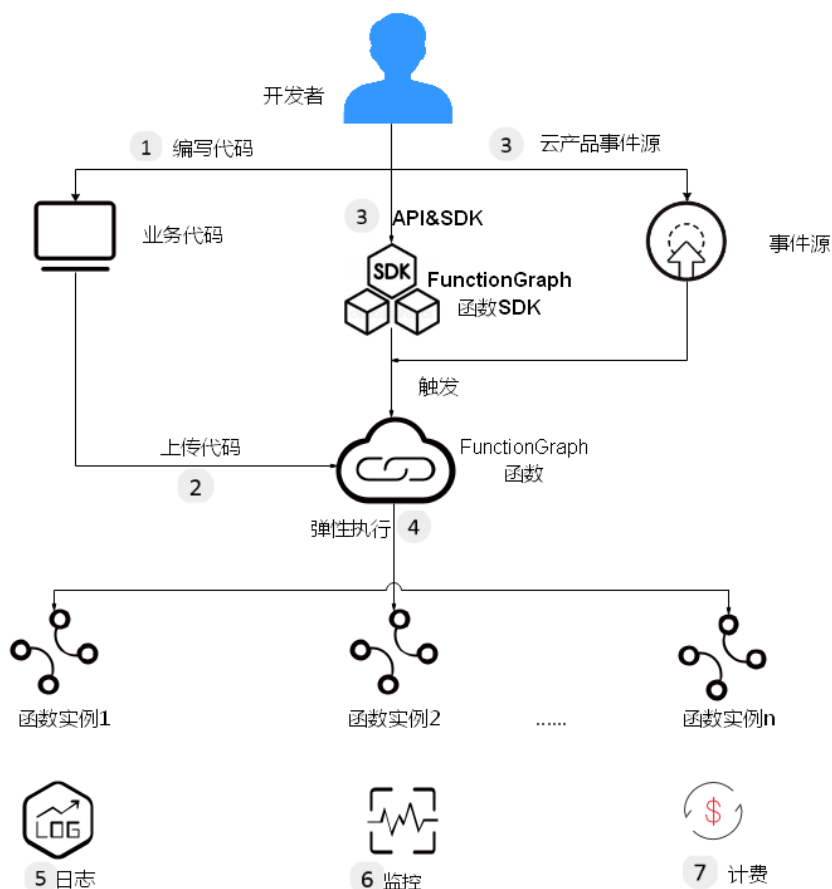 开发者
1 编写代码
3 云产品事件源
业务代码
3 API&SDK
事件源
SDK
FunctionGraph
函数SDK
触发
上传代码
2
FunctionGraph
函数
弹性执行 4
函数实例1
函数实例2
......
函数实例n
LOG
$
5 日志
6 监控
7 计费